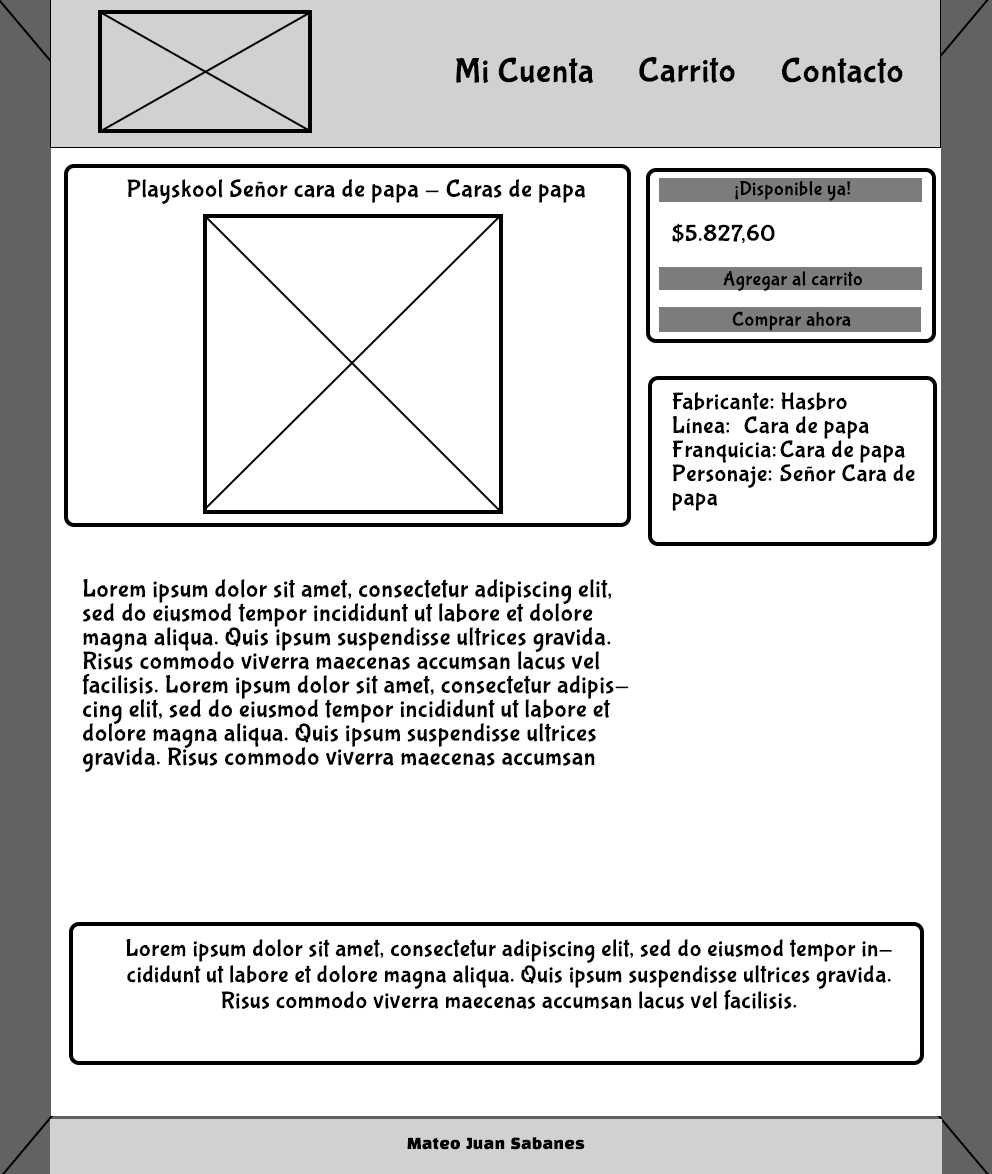 Mi Cuenta Carrito Contacto
Playskool Señor cara de papa – Caras de papa
¡Disponible ya!
$5.827,60
Agregar al carrito
Comprar ahora
Fabricante: Hasbro
Línea: Cara de papa
Franquicia: Cara de papa
Personaje: Señor Cara de
papa
Lorem ipsum dolor sit amet, consectetur adipiscing elit,
sed do eiusmod tempor incididunt ut labore et dolore
magna aliqua. Quis ipsum suspendisse ultrices gravida.
Risus commodo viverra maecenas accumsan lacus vel
facilisis. Lorem ipsum dolor sit amet, consectetur adipis–
cing elit, sed do eiusmod tempor incididunt ut labore et
dolore magna aliqua. Quis ipsum suspendisse ultrices
gravida. Risus commodo viverra maecenas accumsan
Lorem ipsum dolor sit amet, consectetur adipiscing elit, sed do eiusmod tempor in–
cididunt ut labore et dolore magna aliqua. Quis ipsum suspendisse ultrices gravida.
Risus commodo viverra maecenas accumsan lacus vel facilisis.
Mateo Juan Sabanes